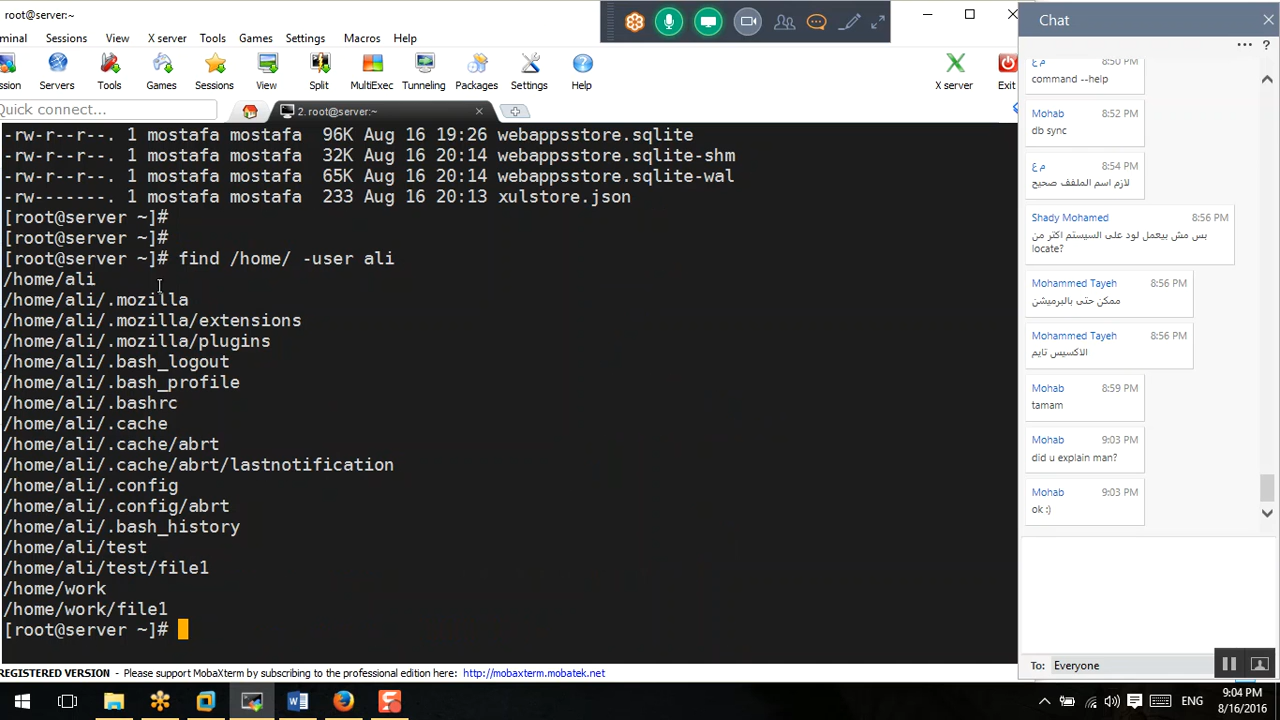 root@server:~
minal Sessions View X server Tools Games Settings Macros Help
ssion Servers Tools Games Sessions View Split MultiExec Tunneling Packages Settings Help X server Exit
Quick connect...
2. root@server:~
-rw-r--r--. 1 mostafa mostafa 96K Aug 16 19:26 webappsstore.sqlite
-rw-r--r--. 1 mostafa mostafa 32K Aug 16 20:14 webappsstore.sqlite-shm
-rw-r--r--. 1 mostafa mostafa 65K Aug 16 20:14 webappsstore.sqlite-wal
-rw-------. 1 mostafa mostafa 233 Aug 16 20:13 xulstore.json
[root@server ~]#
[root@server ~]#
[root@server ~]# find /home/ -user ali
/home/ali
/home/ali/.mozilla
/home/ali/.mozilla/extensions
/home/ali/.mozilla/plugins
/home/ali/.bash_logout
/home/ali/.bash_profile
/home/ali/.bashrc
/home/ali/.cache
/home/ali/.cache/abrt
/home/ali/.cache/abrt/lastnotification
/home/ali/.config
/home/ali/.config/abrt
/home/ali/.bash_history
/home/ali/test
/home/ali/test/file1
/home/work
/home/work/file1
[root@server ~]#
REGISTERED VERSION - Please support MobaXterm by subscribing to the professional edition here: http://mobaxterm.mobatek.net
Chat
م ع 8:50 PM
command --help
Mohab 8:52 PM
db sync
م ع 8:54 PM
لازم اسم الملفف صحيح
Shady Mohamed 8:56 PM
بس مش بيعمل لود على السيستم اكتر من
locate?
Mohammed Tayeh 8:56 PM
ممكن حتى بالبرميشن
Mohammed Tayeh 8:56 PM
الاكسيس تايم
Mohab 8:59 PM
tamam
Mohab 9:03 PM
did u explain man?
Mohab 9:03 PM
ok :)
To: Everyone
ENG
9:04 PM
8/16/2016